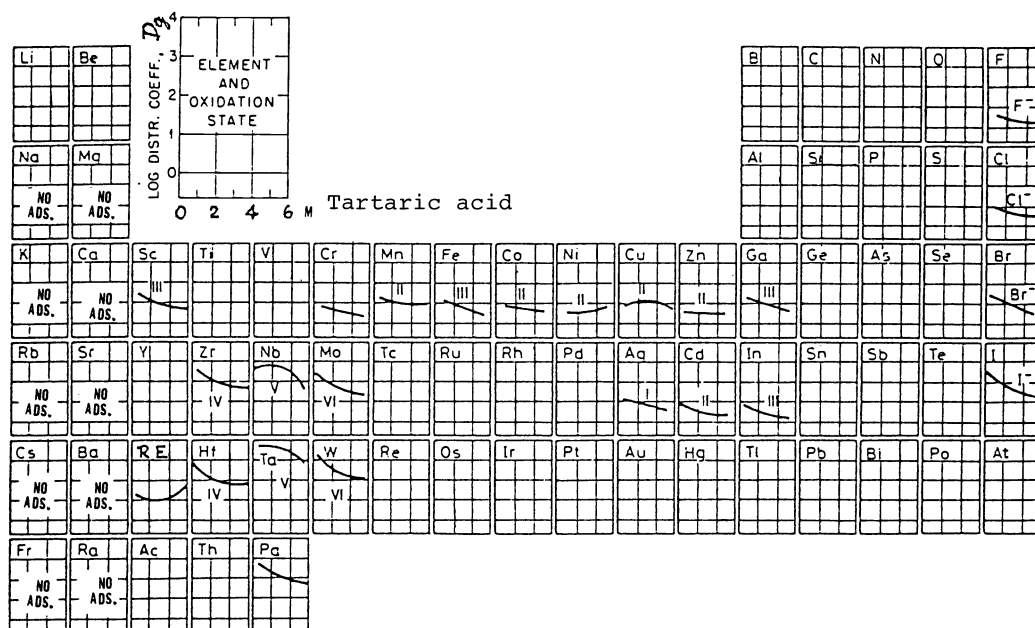 LOG DISTR. COEFF., Dg
4
3
2
1
0
ELEMENT
AND
OXIDATION
STATE
0 2 4 6 M Tartaric acid
Li Be B C N O F
F-
Na Mg Al Si P S Cl
NO ADS. NO ADS. Cl-
K Ca Sc Ti V Cr Mn Fe Co Ni Cu Zn Ga Ge As Se Br
NO ADS. NO ADS. III II III II II II II III Br-
Rb Sr Y Zr Nb Mo Tc Ru Rh Pd Ag Cd In Sn Sb Te I
NO ADS. NO ADS. IV V VI I II III I-
Cs Ba RE Hf Ta W Re Os Ir Pt Au Hg Tl Pb Bi Po At
NO ADS. NO ADS. IV V VI
Fr Ra Ac Th Pa
NO ADS. NO ADS.